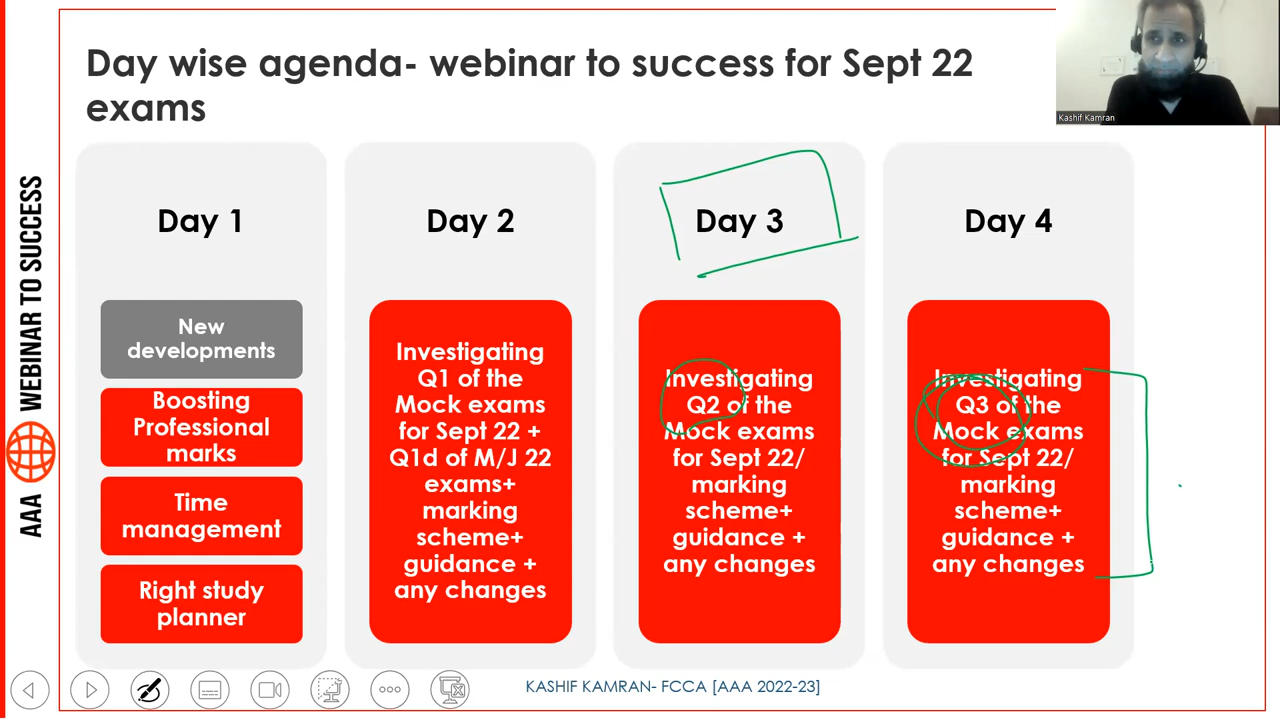 Day wise agenda- webinar to success for Sept 22
exams
Kashif Kamran
AAA WEBINAR TO SUCCESS
Day 1
New
developments
Boosting
Professional
marks
Time
management
Right study
planner
Day 2
Investigating
Q1 of the
Mock exams
for Sept 22 +
Q1d of M/J 22
exams+
marking
scheme+
guidance +
any changes
Day 3
Investigating
Q2 of the
Mock exams
for Sept 22/
marking
scheme+
guidance +
any changes
Day 4
Investigating
Q3 of the
Mock exams
for Sept 22/
marking
scheme+
guidance +
any changes
KASHIF KAMRAN- FCCA [AAA 2022-23]